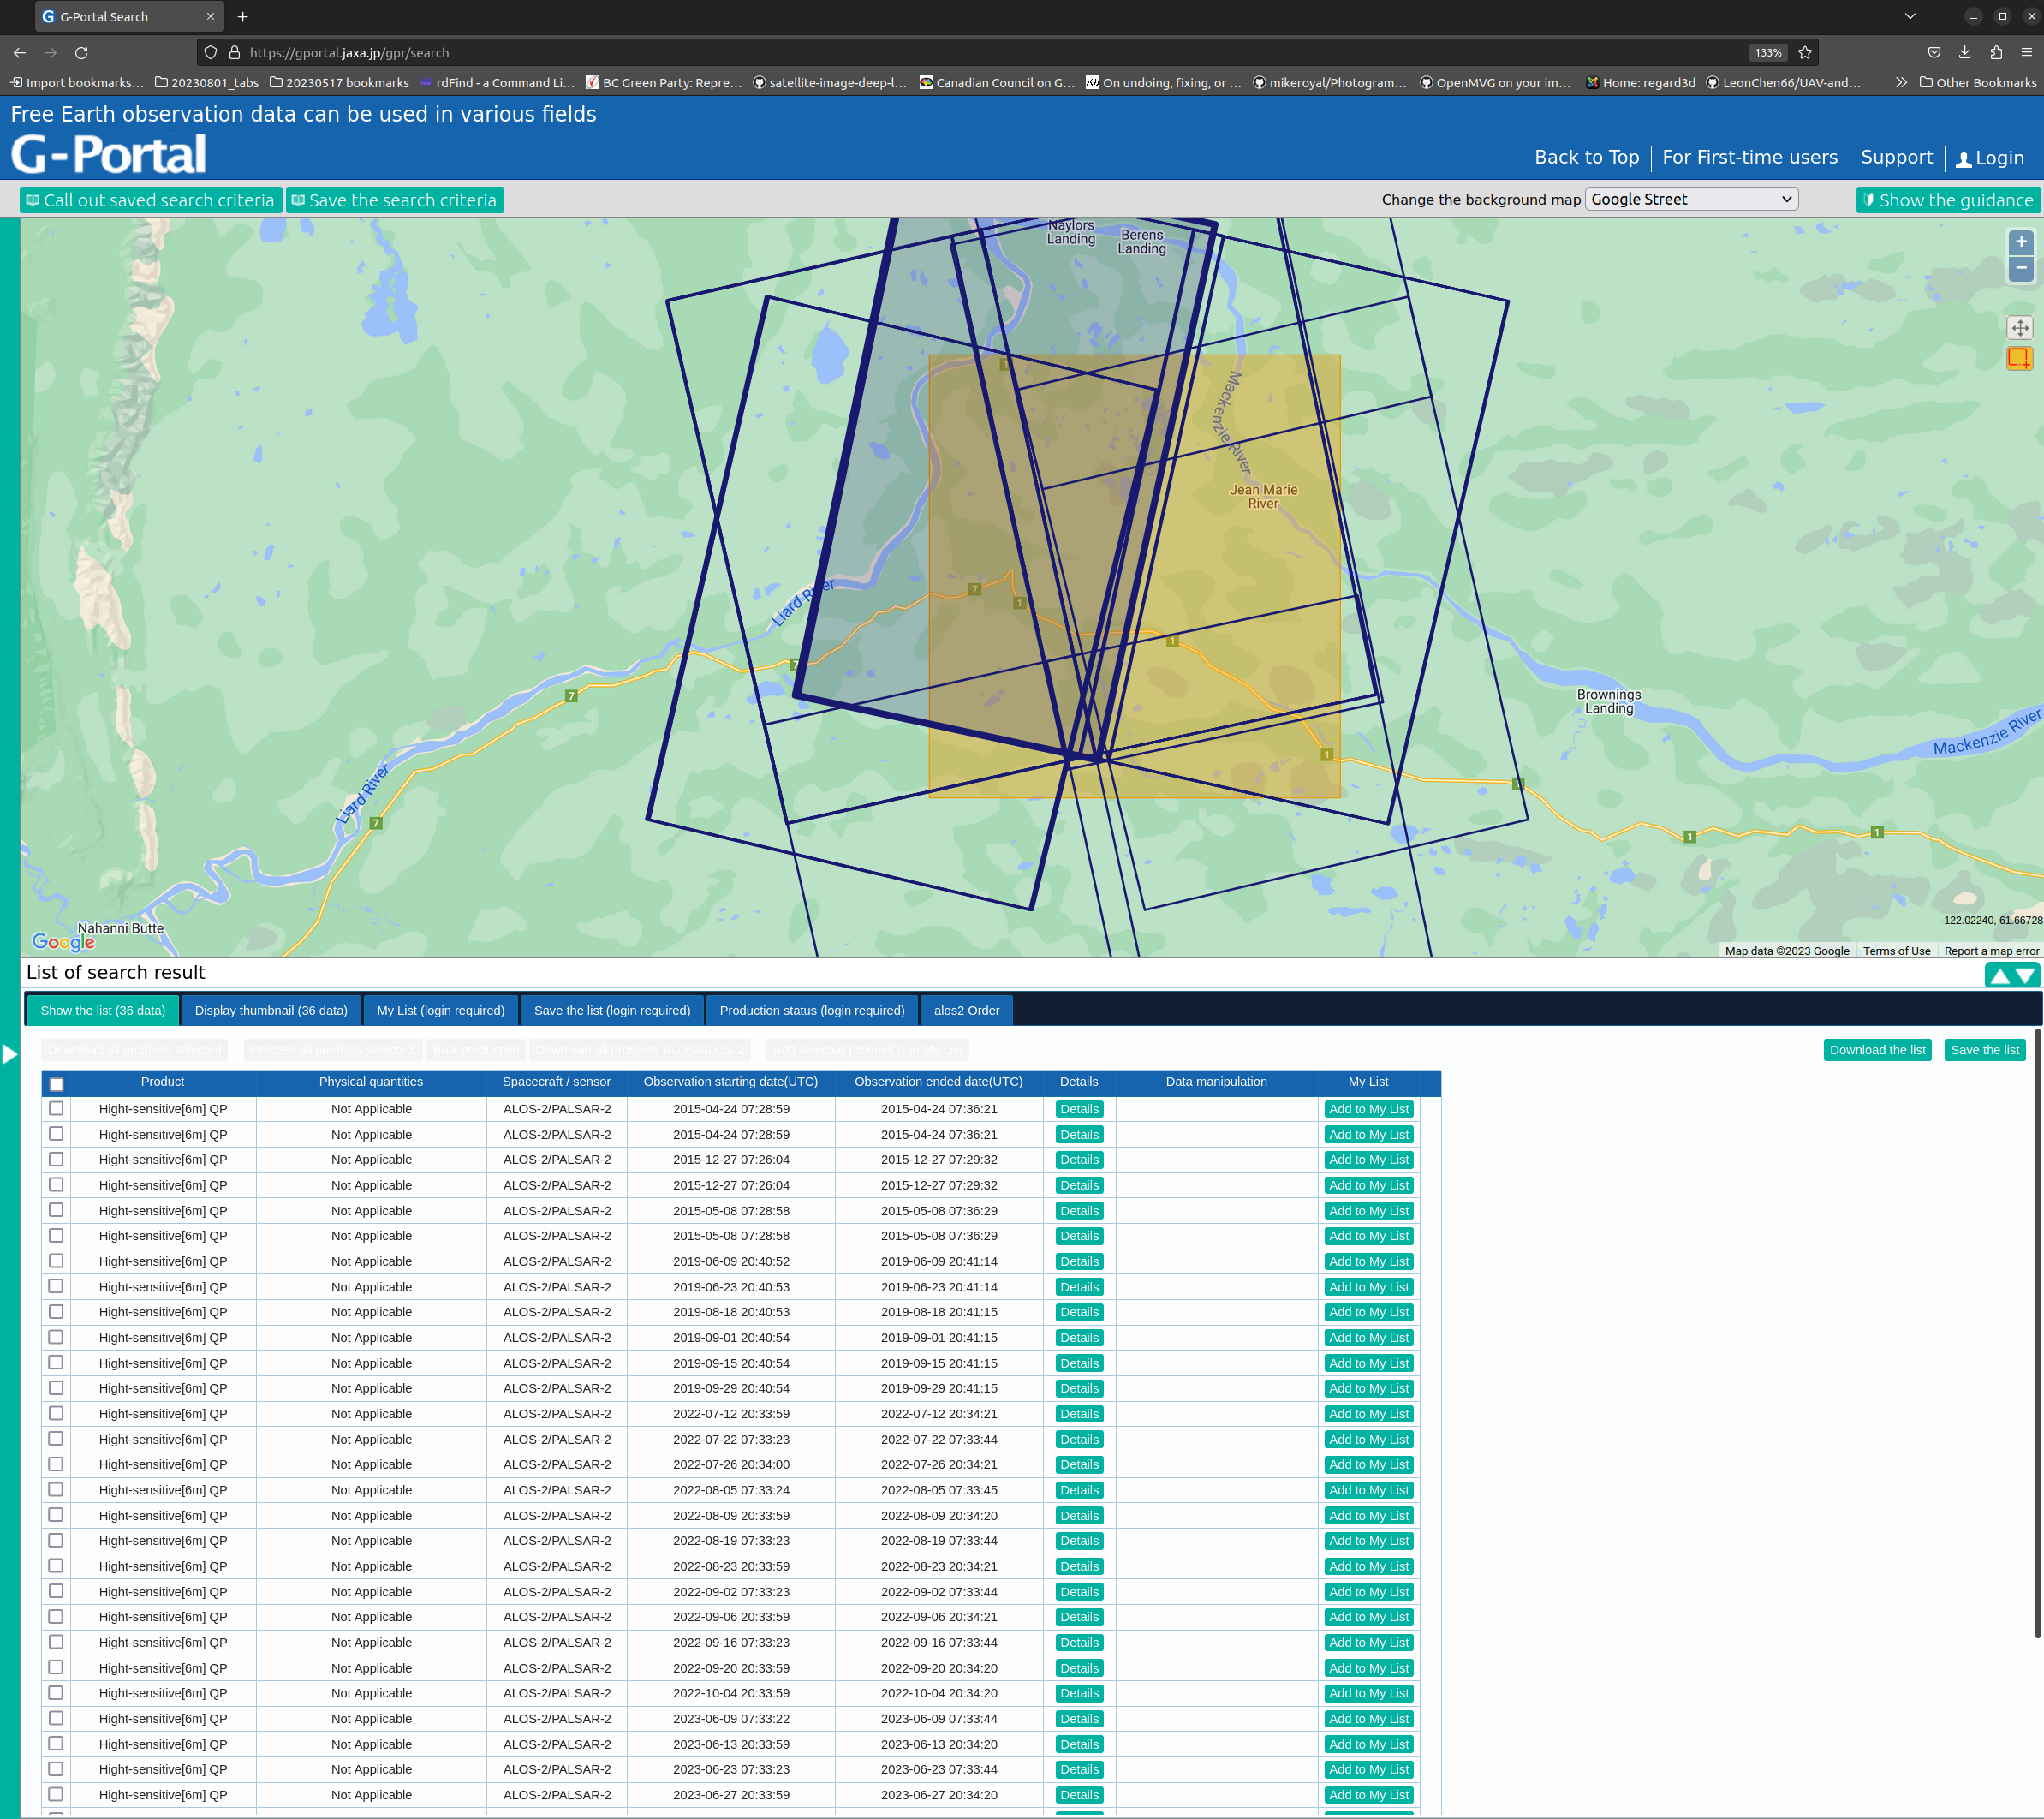 G-Portal Search
https://gportal.jaxa.jp/gpr/search
133%
Import bookmarks... 20230801_tabs 20230517 bookmarks rdFind - a Command Li... BC Green Party: Repre... satellite-image-deep-l... Canadian Council on G... On undoing, fixing, or ... mikeroyal/Photogram... OpenMVG on your im... Home: regard3d LeonChen66/UAV-and... Other Bookmarks
Free Earth observation data can be used in various fields
G-Portal
Back to Top For First-time users Support Login
Call out saved search criteria Save the search criteria Change the background map Google Street Show the guidance
Naylors Landing
Berens Landing
+
−
1
Mackenzie River
Jean Marie River
Liard River
7
1
1
7
7
Brownings Landing
Mackenzie River
1
1
Liard River
7
1
1
Nahanni Butte
-122.02240, 61.66728
Google
Map data ©2023 Google Terms of Use Report a map error
List of search result
Show the list (36 data) Display thumbnail (36 data) My List (login required) Save the list (login required) Production status (login required) alos2 Order
Download all products selected Process all products selected Bulk production Download all products ALOS/ALOS-2 Add selected product(s) to My List Download the list Save the list
Product Physical quantities Spacecraft / sensor Observation starting date(UTC) Observation ended date(UTC) Details Data manipulation My List
Hight-sensitive[6m] QP Not Applicable ALOS-2/PALSAR-2 2015-04-24 07:28:59 2015-04-24 07:36:21 Details Add to My List
Hight-sensitive[6m] QP Not Applicable ALOS-2/PALSAR-2 2015-04-24 07:28:59 2015-04-24 07:36:21 Details Add to My List
Hight-sensitive[6m] QP Not Applicable ALOS-2/PALSAR-2 2015-12-27 07:26:04 2015-12-27 07:29:32 Details Add to My List
Hight-sensitive[6m] QP Not Applicable ALOS-2/PALSAR-2 2015-12-27 07:26:04 2015-12-27 07:29:32 Details Add to My List
Hight-sensitive[6m] QP Not Applicable ALOS-2/PALSAR-2 2015-05-08 07:28:58 2015-05-08 07:36:29 Details Add to My List
Hight-sensitive[6m] QP Not Applicable ALOS-2/PALSAR-2 2015-05-08 07:28:58 2015-05-08 07:36:29 Details Add to My List
Hight-sensitive[6m] QP Not Applicable ALOS-2/PALSAR-2 2019-06-09 20:40:52 2019-06-09 20:41:14 Details Add to My List
Hight-sensitive[6m] QP Not Applicable ALOS-2/PALSAR-2 2019-06-23 20:40:53 2019-06-23 20:41:14 Details Add to My List
Hight-sensitive[6m] QP Not Applicable ALOS-2/PALSAR-2 2019-08-18 20:40:53 2019-08-18 20:41:15 Details Add to My List
Hight-sensitive[6m] QP Not Applicable ALOS-2/PALSAR-2 2019-09-01 20:40:54 2019-09-01 20:41:15 Details Add to My List
Hight-sensitive[6m] QP Not Applicable ALOS-2/PALSAR-2 2019-09-15 20:40:54 2019-09-15 20:41:15 Details Add to My List
Hight-sensitive[6m] QP Not Applicable ALOS-2/PALSAR-2 2019-09-29 20:40:54 2019-09-29 20:41:15 Details Add to My List
Hight-sensitive[6m] QP Not Applicable ALOS-2/PALSAR-2 2022-07-12 20:33:59 2022-07-12 20:34:21 Details Add to My List
Hight-sensitive[6m] QP Not Applicable ALOS-2/PALSAR-2 2022-07-22 07:33:23 2022-07-22 07:33:44 Details Add to My List
Hight-sensitive[6m] QP Not Applicable ALOS-2/PALSAR-2 2022-07-26 20:34:00 2022-07-26 20:34:21 Details Add to My List
Hight-sensitive[6m] QP Not Applicable ALOS-2/PALSAR-2 2022-08-05 07:33:24 2022-08-05 07:33:45 Details Add to My List
Hight-sensitive[6m] QP Not Applicable ALOS-2/PALSAR-2 2022-08-09 20:33:59 2022-08-09 20:34:20 Details Add to My List
Hight-sensitive[6m] QP Not Applicable ALOS-2/PALSAR-2 2022-08-19 07:33:23 2022-08-19 07:33:44 Details Add to My List
Hight-sensitive[6m] QP Not Applicable ALOS-2/PALSAR-2 2022-08-23 20:33:59 2022-08-23 20:34:21 Details Add to My List
Hight-sensitive[6m] QP Not Applicable ALOS-2/PALSAR-2 2022-09-02 07:33:23 2022-09-02 07:33:44 Details Add to My List
Hight-sensitive[6m] QP Not Applicable ALOS-2/PALSAR-2 2022-09-06 20:33:59 2022-09-06 20:34:21 Details Add to My List
Hight-sensitive[6m] QP Not Applicable ALOS-2/PALSAR-2 2022-09-16 07:33:23 2022-09-16 07:33:44 Details Add to My List
Hight-sensitive[6m] QP Not Applicable ALOS-2/PALSAR-2 2022-09-20 20:33:59 2022-09-20 20:34:20 Details Add to My List
Hight-sensitive[6m] QP Not Applicable ALOS-2/PALSAR-2 2022-10-04 20:33:59 2022-10-04 20:34:20 Details Add to My List
Hight-sensitive[6m] QP Not Applicable ALOS-2/PALSAR-2 2023-06-09 07:33:22 2023-06-09 07:33:44 Details Add to My List
Hight-sensitive[6m] QP Not Applicable ALOS-2/PALSAR-2 2023-06-13 20:33:59 2023-06-13 20:34:20 Details Add to My List
Hight-sensitive[6m] QP Not Applicable ALOS-2/PALSAR-2 2023-06-23 07:33:23 2023-06-23 07:33:44 Details Add to My List
Hight-sensitive[6m] QP Not Applicable ALOS-2/PALSAR-2 2023-06-27 20:33:59 2023-06-27 20:34:20 Details Add to My List